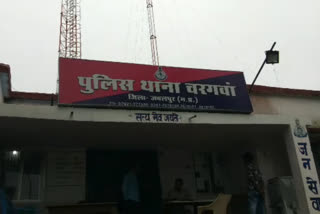 पुलिस थाना चरगवां
जिला- जबलपुर (म.प्र.)
सत्य मेव जयते
जन सेवा